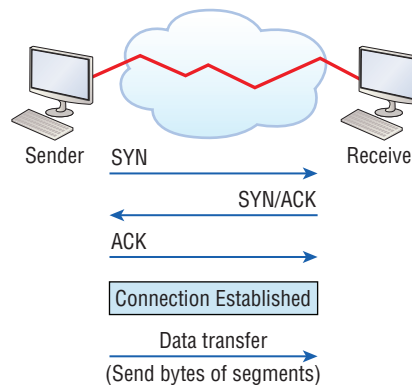 Sender
Receive
SYN
SYN/ACK
ACK
Connection Established
Data transfer
(Send bytes of segments)